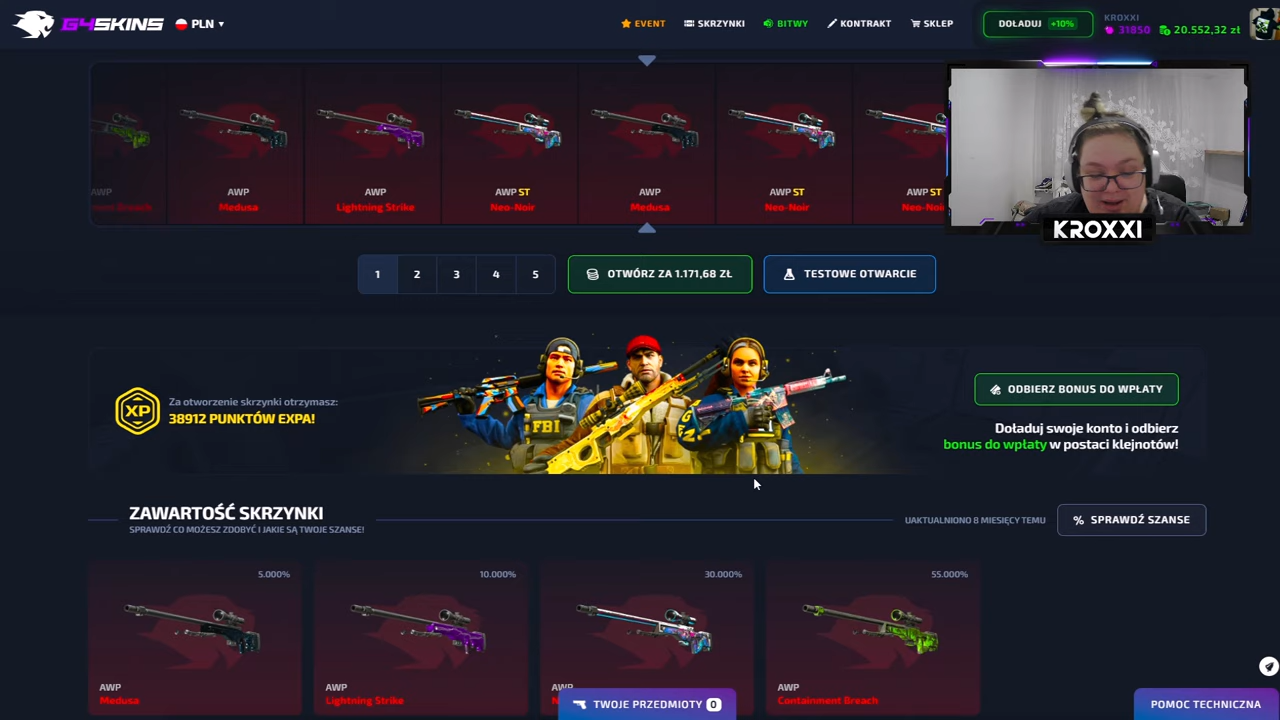 G4SKINS
PLN
EVENT
SKRZYNKI
BITWY
KONTRAKT
SKLEP
DOŁADUJ +10%
KROXXI
31850
20.552,32 zł
AWP
AWP
Medusa
AWP
Lightning Strike
AWP ST
Neo-Noir
AWP
Medusa
AWP ST
Neo-Noir
AWP ST
KROXXI
1 2 3 4 5
OTWÓRZ ZA 1.171,68 ZŁ
TESTOWE OTWARCIE
XP
Za otworzenie skrzynki otrzymasz:
38912 PUNKTÓW EXPA!
FBI
ODBIERZ BONUS DO WPŁATY
Doładuj swoje konto i odbierz
bonus do wpłaty w postaci klejnotów!
ZAWARTOŚĆ SKRZYNKI
SPRAWDŹ CO MOŻESZ ZDOBYĆ I JAKIE SĄ TWOJE SZANSE!
UAKTUALNIONO 8 MIESIĘCY TEMU
% SPRAWDŹ SZANSE
5.000%
AWP
Medusa
10.000%
AWP
Lightning Strike
30.000%
AWP
55.000%
AWP
Containment Breach
TWOJE PRZEDMIOTY 0
POMOC TECHNICZNA